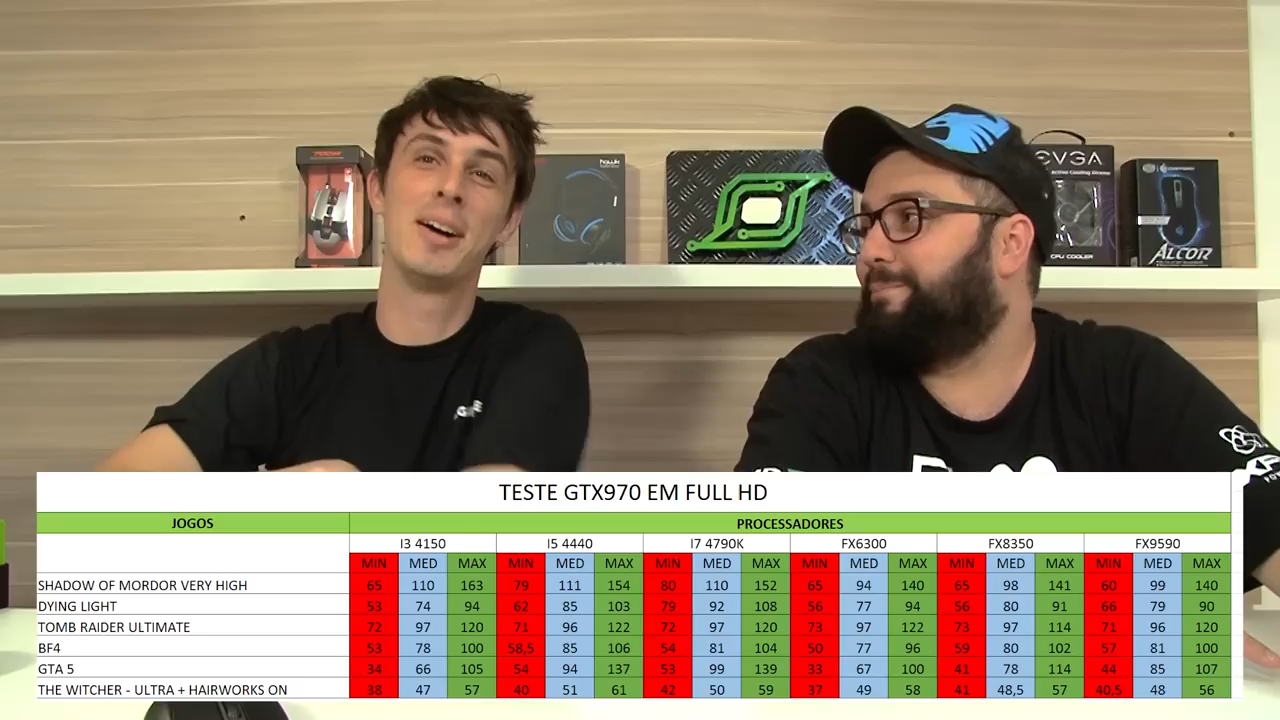 hawk
EVGA
Active Cooling Xtreme
CPU COOLER
ALCOR
TESTE GTX970 EM FULL HD
JOGOS PROCESSADORES
I3 4150 I5 4440 I7 4790K FX6300 FX8350 FX9590
MIN MED MAX MIN MED MAX MIN MED MAX MIN MED MAX MIN MED MAX MIN MED MAX
SHADOW OF MORDOR VERY HIGH 65 110 163 79 111 154 80 110 152 65 94 140 65 98 141 60 99 140
DYING LIGHT 53 74 94 62 85 103 79 92 108 56 77 94 56 80 91 66 79 90
TOMB RAIDER ULTIMATE 72 97 120 71 96 122 72 97 120 73 97 122 73 97 114 71 96 120
BF4 53 78 100 58,5 85 106 54 81 104 50 77 96 59 80 102 57 81 100
GTA 5 34 66 105 54 94 137 53 99 139 33 67 100 41 78 114 44 85 107
THE WITCHER - ULTRA + HAIRWORKS ON 38 47 57 40 51 61 42 50 59 37 49 58 41 48,5 57 40,5 48 56